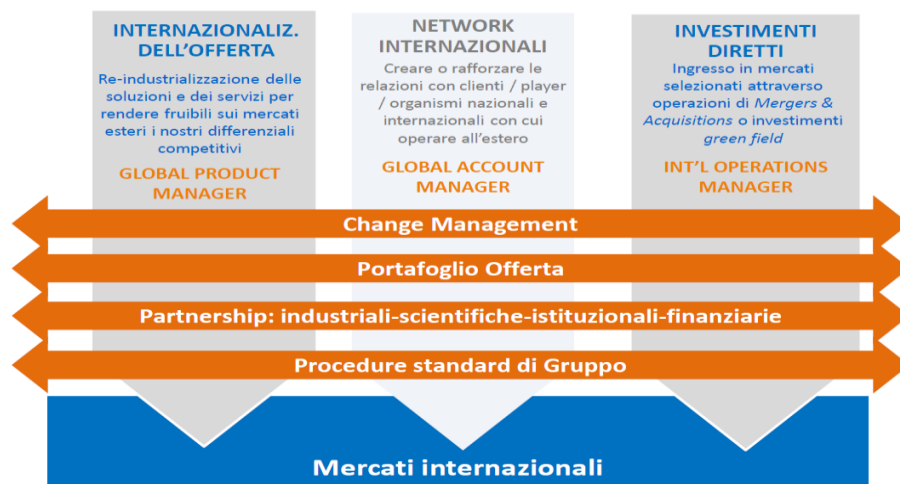 INTERNAZIONALIZ.
DELL'OFFERTA
Re-industrializzazione delle
soluzioni e dei servizi per
rendere fruibili sui mercati
esteri i nostri differenziali
competitivi
GLOBAL PRODUCT
MANAGER
NETWORK
INTERNAZIONALI
Creare o rafforzare le
relazioni con clienti / player
/ organismi nazionali e
internazionali con cui
operare all'estero
GLOBAL ACCOUNT
MANAGER
INVESTIMENTI
DIRETTI
Ingresso in mercati
selezionati attraverso
operazioni di Mergers &
Acquisitions o investimenti
green field
INT'L OPERATIONS
MANAGER
Change Management
Portafoglio Offerta
Partnership: industriali-scientifiche-istituzionali-finanziarie
Procedure standard di Gruppo
Mercati internazionali